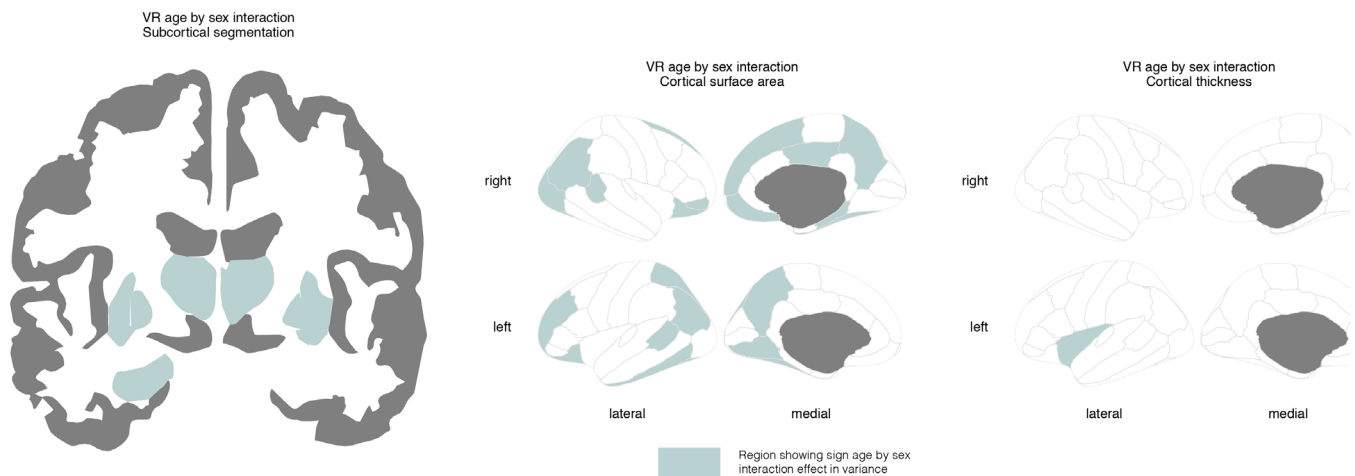 VR age by sex interaction
Subcortical segmentation
VR age by sex interaction
Cortical surface area
right
left
lateral
medial
VR age by sex interaction
Cortical thickness
right
left
lateral
medial
Region showing sign age by sex
interaction effect in variance